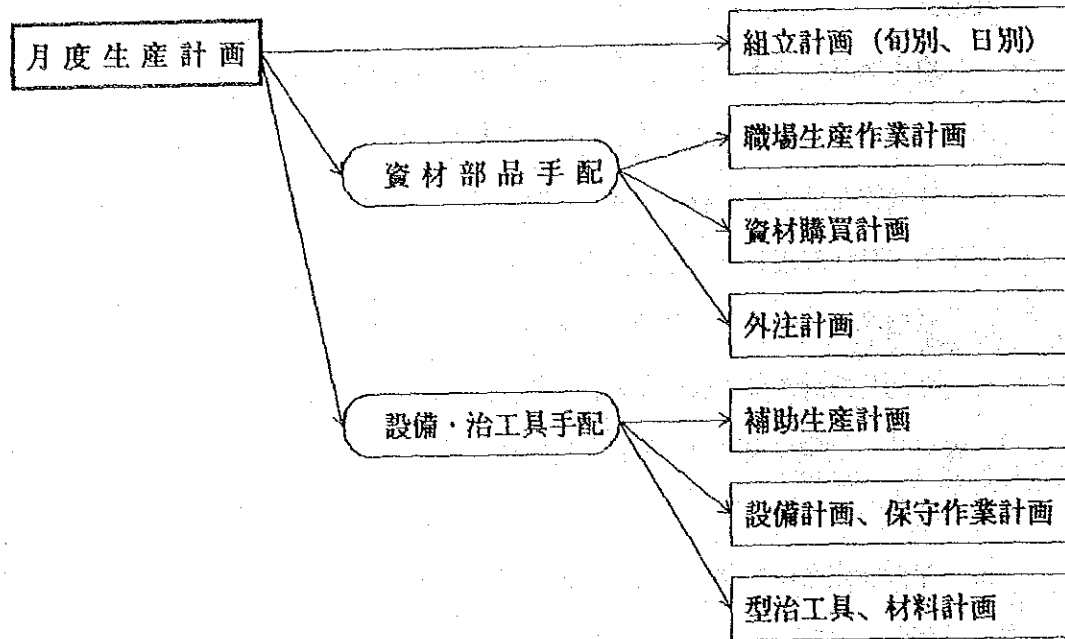 月度生産計画
組立計画（旬別、日別）
職場生産作業計画
資材部品手配
資材購買計画
外注計画
設備・治工具手配
補助生産計画
設備計画、保守作業計画
型治工具、材料計画